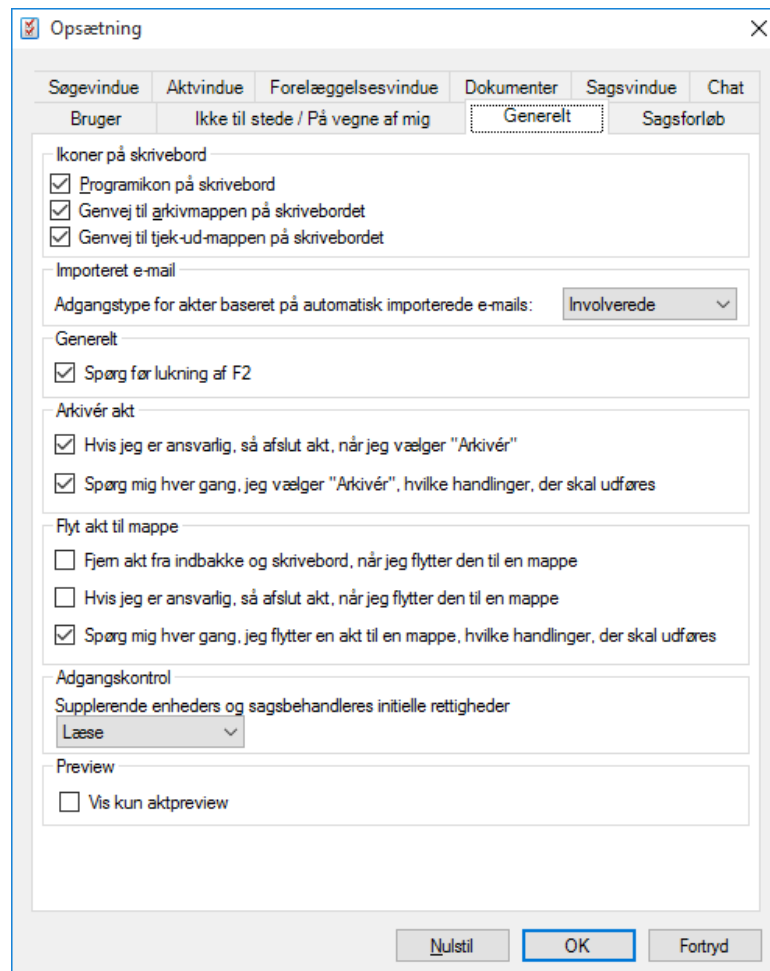 Opsætning
Søgevindue Aktvindue Forelæggelsesvindue Dokumenter Sagsvindue Chat
Bruger Ikke til stede / På vegne af mig Generelt Sagsforløb
Ikoner på skrivebord
Programikon på skrivebord
Genvej til arkivmappen på skrivebordet
Genvej til tjek-ud-mappen på skrivebordet
Importeret e-mail
Adgangstype for akter baseret på automatisk importerede e-mails: Involverede
Generelt
Spørg før lukning af F2
Arkivér akt
Hvis jeg er ansvarlig, så afslut akt, når jeg vælger "Arkivér"
Spørg mig hver gang, jeg vælger "Arkivér", hvilke handlinger, der skal udføres
Flyt akt til mappe
Fjern akt fra indbakke og skrivebord, når jeg flytter den til en mappe
Hvis jeg er ansvarlig, så afslut akt, når jeg flytter den til en mappe
Spørg mig hver gang, jeg flytter en akt til en mappe, hvilke handlinger, der skal udføres
Adgangskontrol
Supplerende enheders og sagsbehandleres initielle rettigheder
Læse
Preview
Vis kun aktpreview
Nulstil OK Fortryd